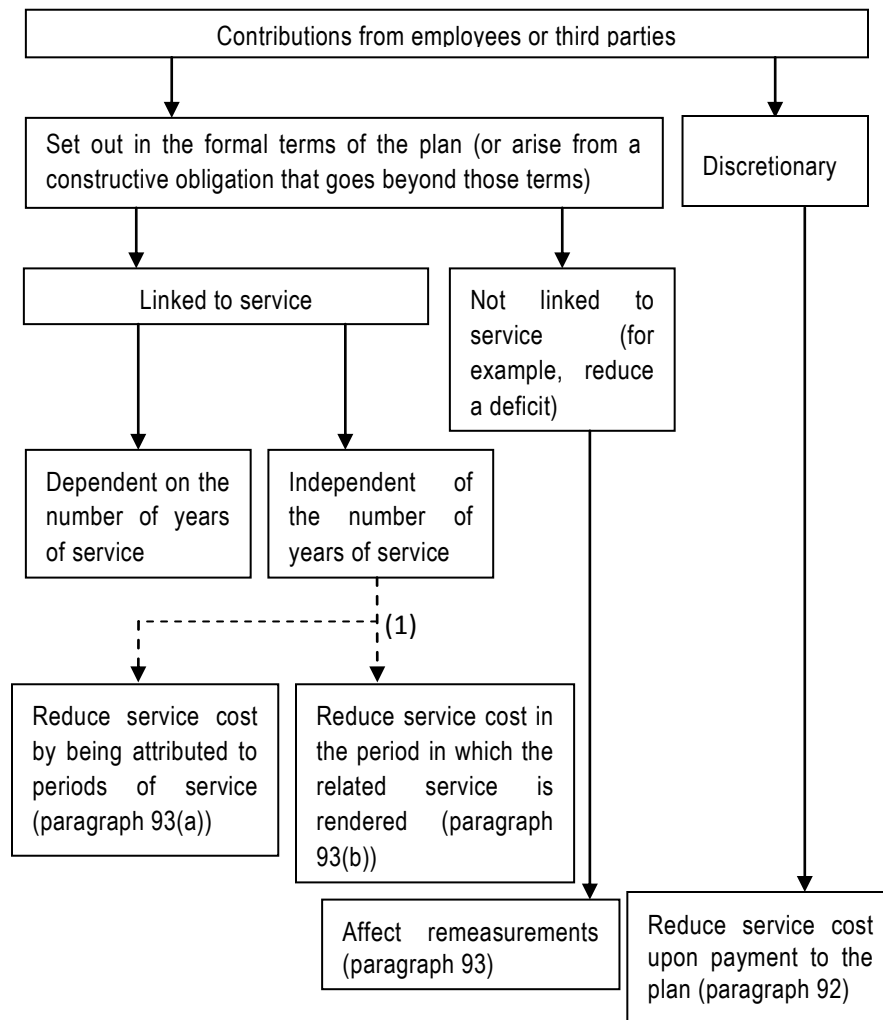 Contributions from employees or third parties
Set out in the formal terms of the plan (or arise from a
constructive obligation that goes beyond those terms)
Discretionary
Linked to service
Not linked to
service (for
example, reduce
a deficit)
Dependent on the
number of years
of service
Independent of
the number of
years of service
(1)
Reduce service cost
by being attributed to
periods of service
(paragraph 93(a))
Reduce service cost in
the period in which the
related service is
rendered (paragraph
93(b))
Affect remeasurements
(paragraph 93)
Reduce service cost
upon payment to the
plan (paragraph 92)